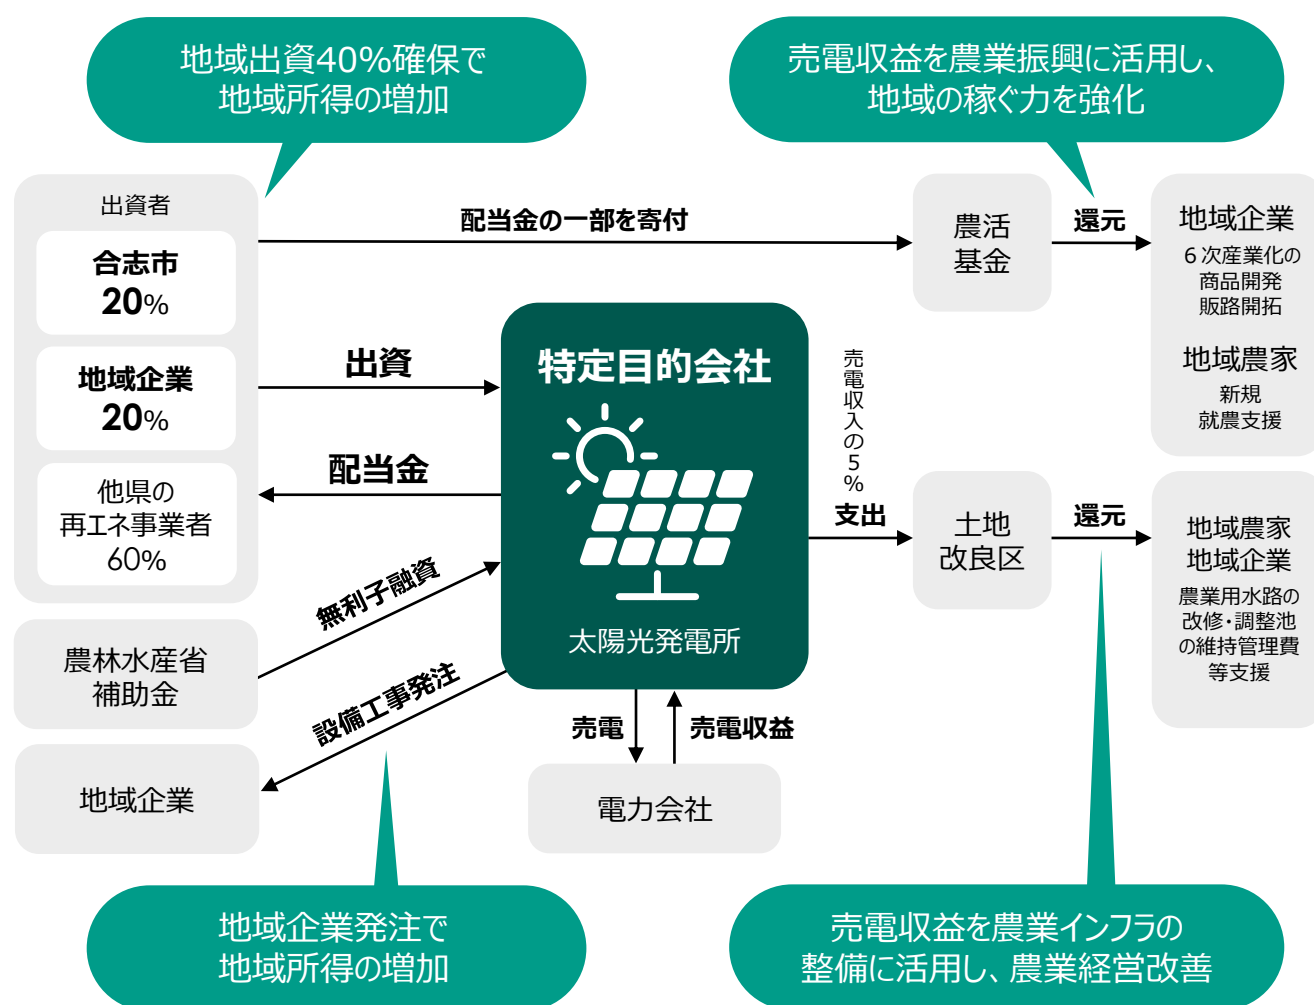 地域出資40%確保で
地域所得の増加
売電収益を農業振興に活用し、
地域の稼ぐ力を強化
出資者
合志市
20%
地域企業
20%
他県の
再エネ事業者
60%
配当金の一部を寄付
農活
基金
還元
地域企業
６次産業化の
商品開発
販路開拓
地域農家
新規
就農支援
出資
配当金
特定目的会社
太陽光発電所
売電収入の5%
支出
土地
改良区
還元
地域農家
地域企業
農業用水路の
改修・調整池
の維持管理費
等支援
無利子融資
農林水産省
補助金
設備工事発注
地域企業
売電
売電収益
電力会社
地域企業発注で
地域所得の増加
売電収益を農業インフラの
整備に活用し、農業経営改善